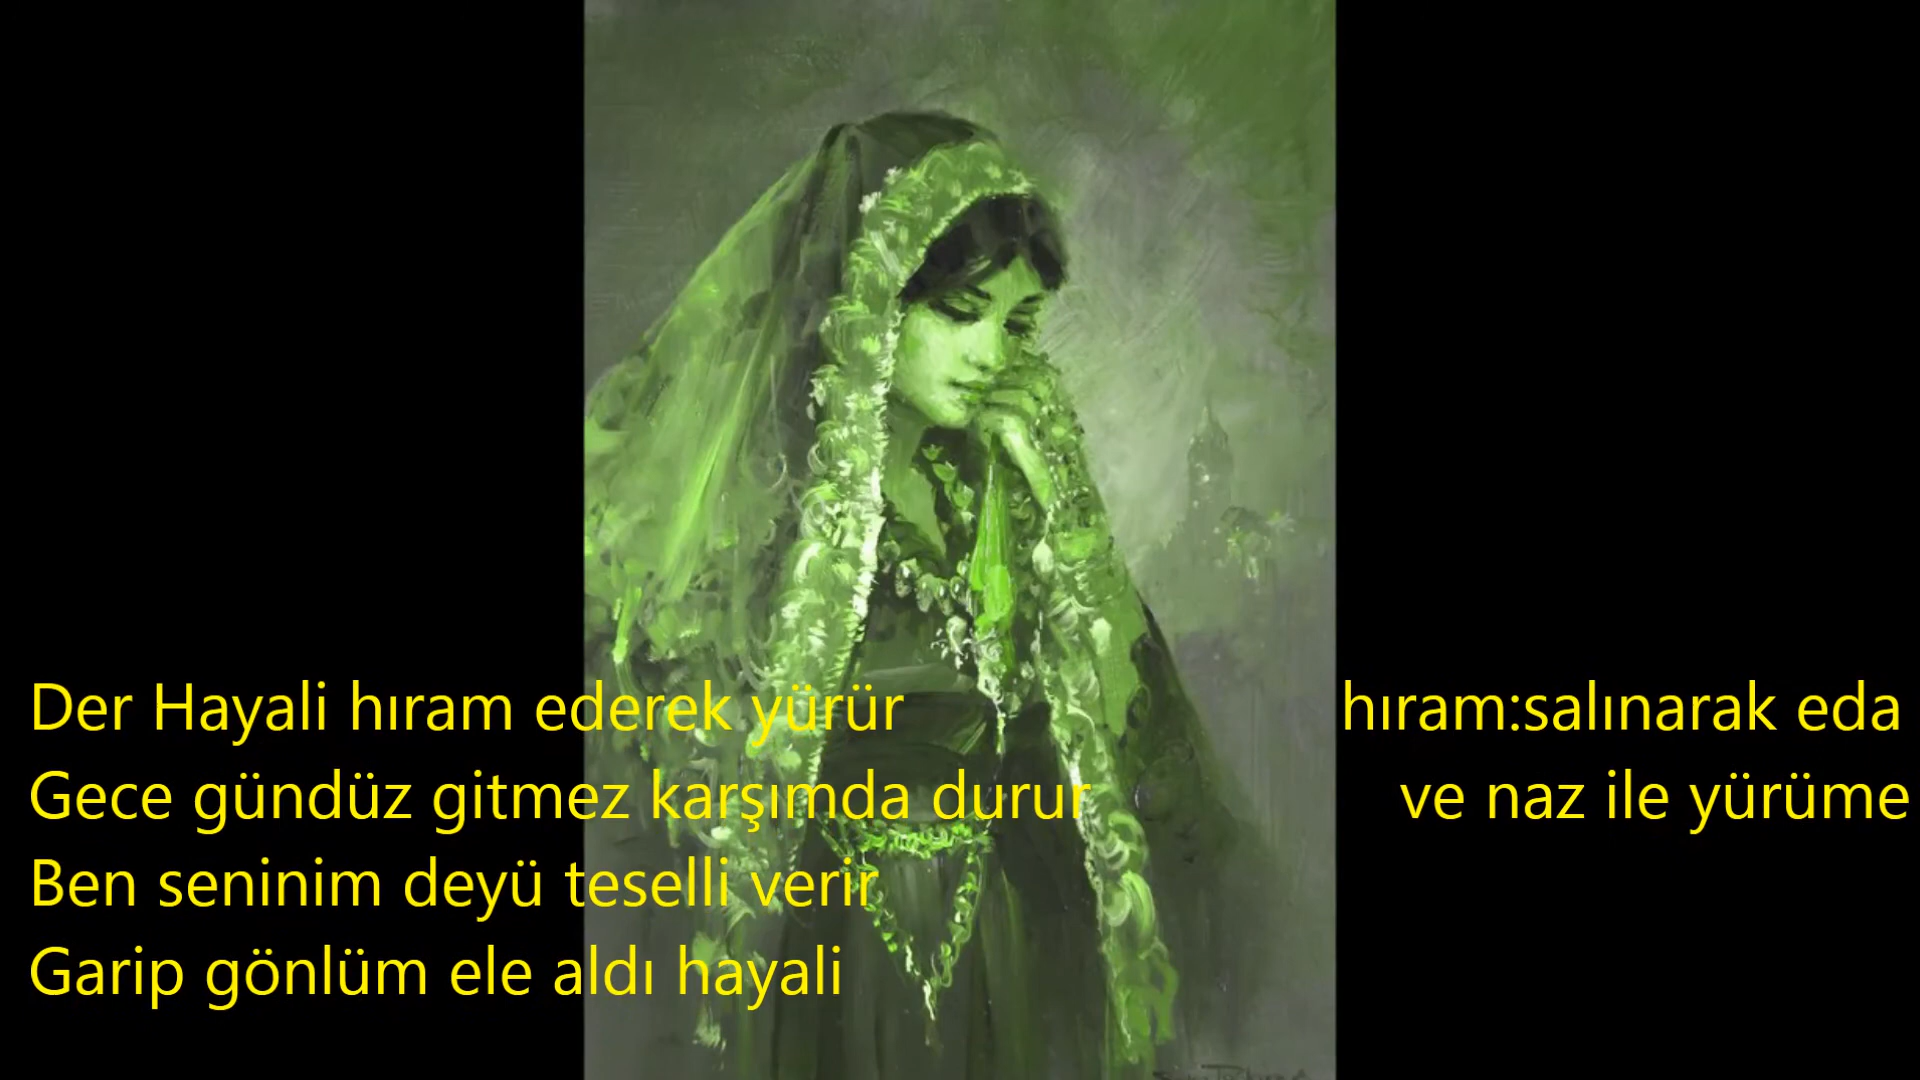 Der Hayali hıram ederek yürür
Gece gündüz gitmez karşımda durur
Ben seninim deyü teselli verir
Garip gönlüm ele aldı hayali
hıram:salınarak eda
ve naz ile yürüme